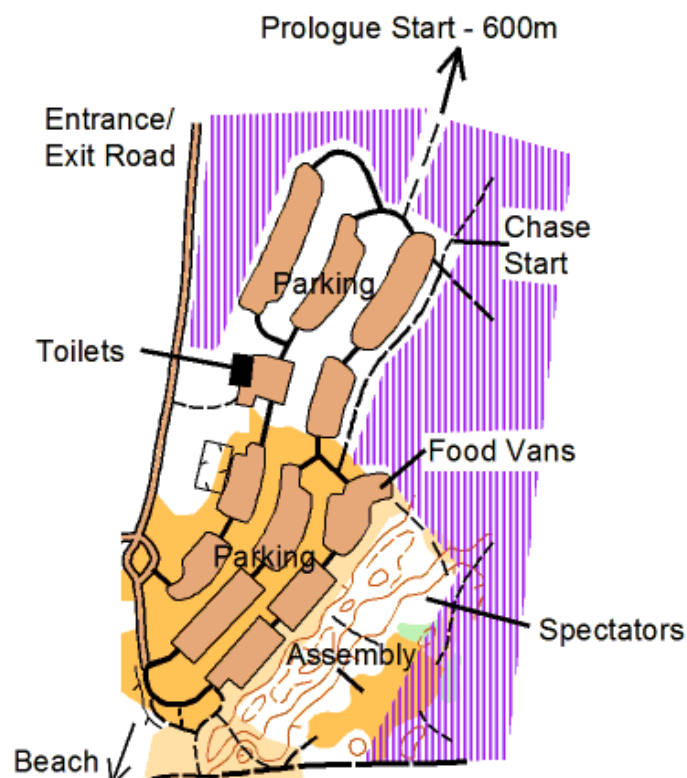 Prologue Start - 600m
Entrance/
Exit Road
Chase
Start
Parking
Toilets
Food Vans
Parking
Spectators
Assembly
Beach